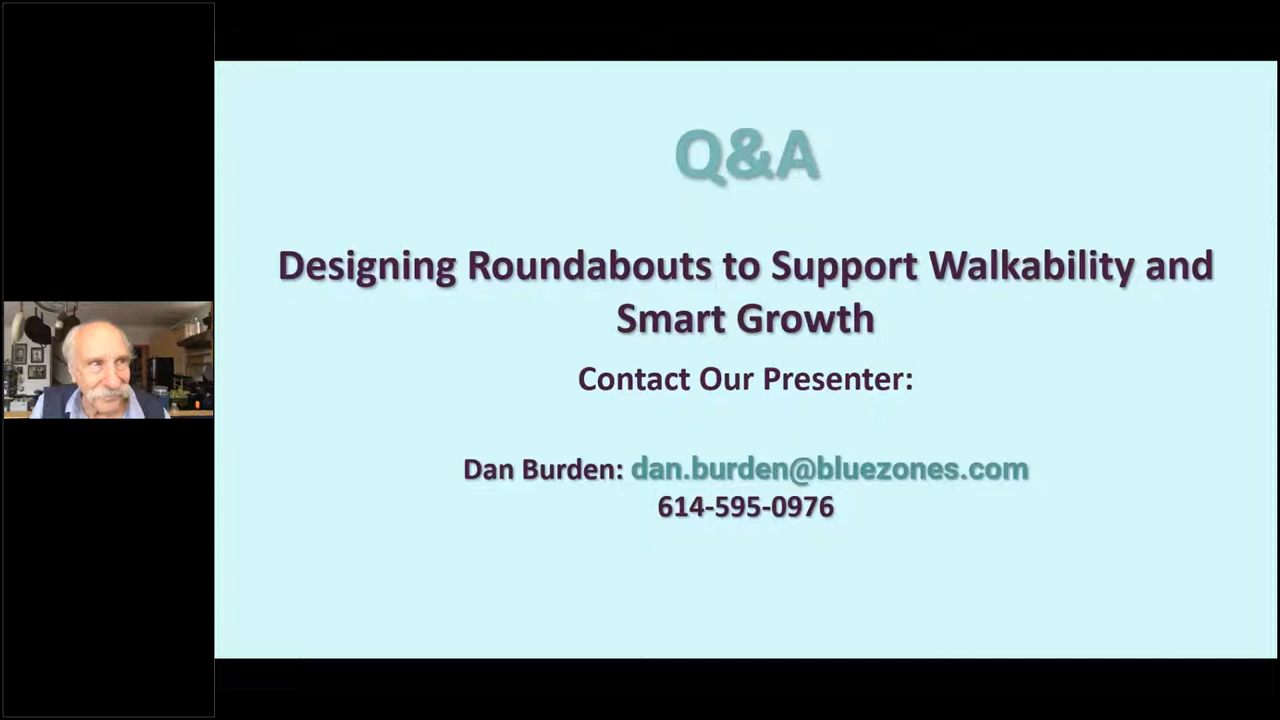 Q&A
Designing Roundabouts to Support Walkability and
Smart Growth
Contact Our Presenter:
Dan Burden: dan.burden@bluezones.com
614-595-0976